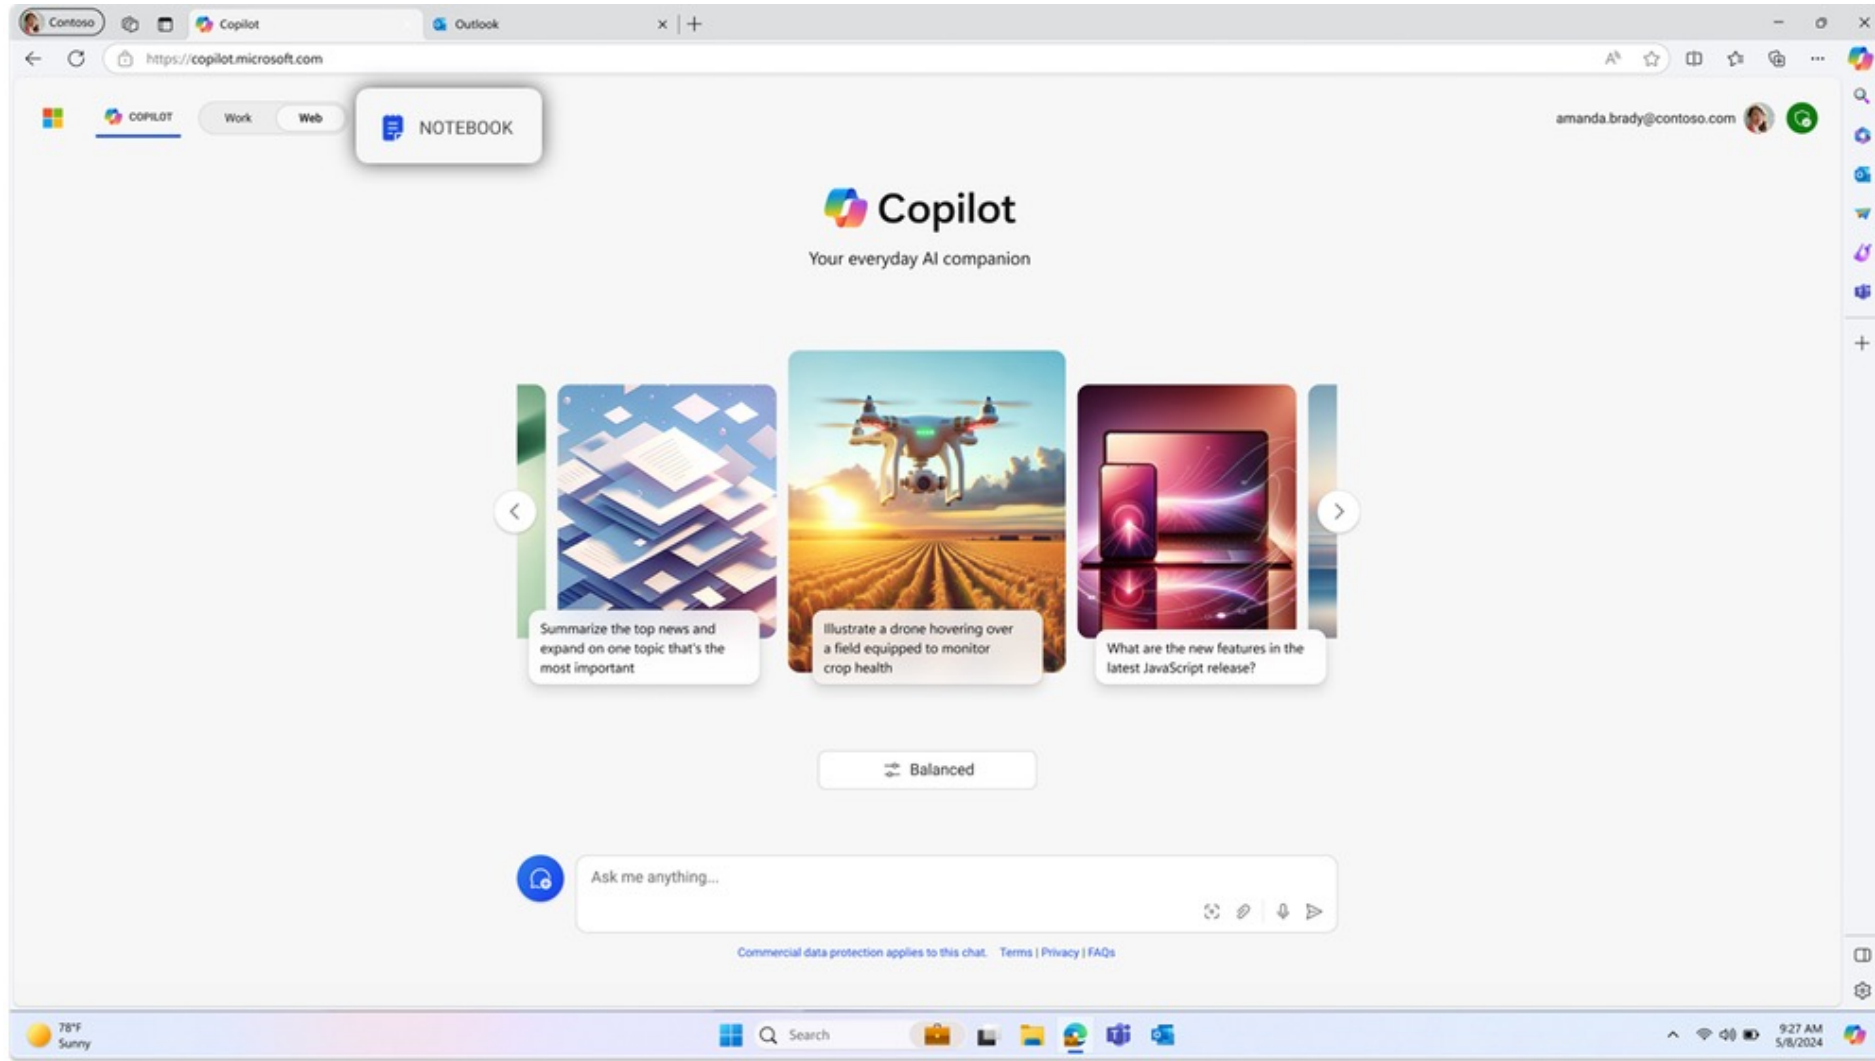 Contoso
Copilot
Outlook
https://copilot.microsoft.com
COPILOT
Work
Web
NOTEBOOK
amanda.brady@contoso.com
Copilot
Your everyday AI companion
Summarize the top news and
expand on one topic that's the
most important
Illustrate a drone hovering over
a field equipped to monitor
crop health
What are the new features in the
latest JavaScript release?
Balanced
Ask me anything...
Commercial data protection applies to this chat. Terms | Privacy | FAQs
78°F
Sunny
Search
9:27 AM
5/8/2024